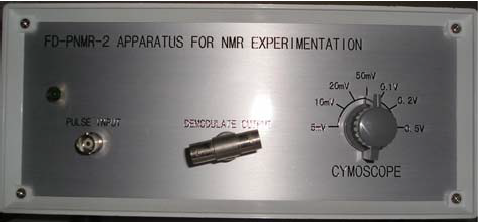 FD-PNMR-2 APPARATUS FOR NMR EXPERIMENTATION
50mV
20mV 0.1V
10mV 0.2V
PULSE INPUT DEMODULATE OUTPUT 5mV 0.5V
CYMOSCOPE